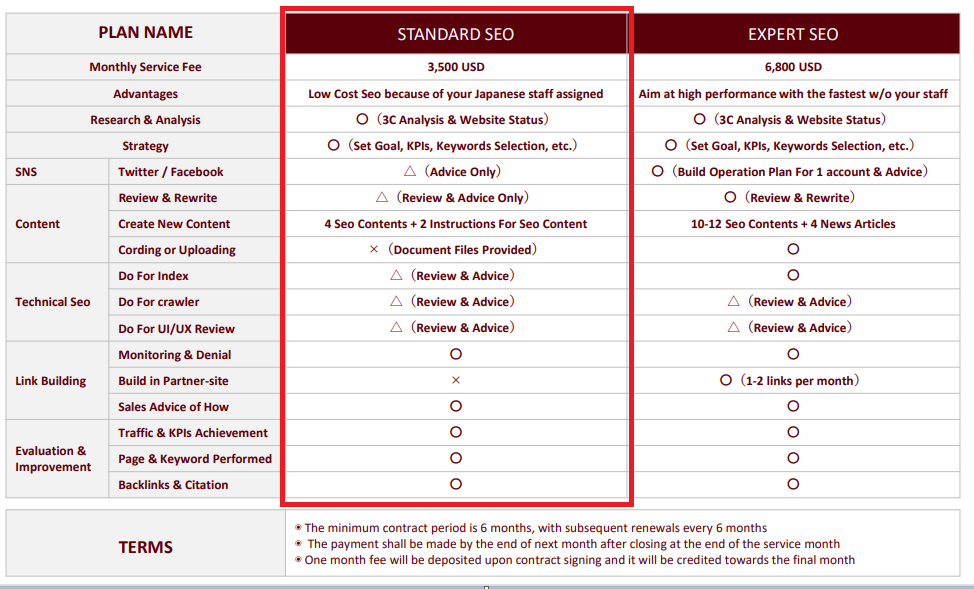 PLAN NAME STANDARD SEO EXPERT SEO
Monthly Service Fee 3,500 USD 6,800 USD
Advantages Low Cost Seo because of your Japanese staff assigned Aim at high performance with the fastest w/o your staff
Research & Analysis 〇（3C Analysis & Website Status） 〇（3C Analysis & Website Status）
Strategy 〇（Set Goal, KPIs, Keywords Selection, etc.） 〇（Set Goal, KPIs, Keywords Selection, etc.）
SNS Twitter / Facebook △（Advice Only） 〇（Build Operation Plan For 1 account & Advice）
Content
Review & Rewrite △（Review & Advice Only） 〇（Review & Rewrite）
Create New Content 4 Seo Contents + 2 Instructions For Seo Content 10-12 Seo Contents + 4 News Articles
Cording or Uploading ×（Document Files Provided） 〇
Technical Seo
Do For Index △（Review & Advice） 〇
Do For crawler △（Review & Advice） △（Review & Advice）
Do For UI/UX Review △（Review & Advice） △（Review & Advice）
Link Building
Monitoring & Denial 〇 〇
Build in Partner-site × 〇（1-2 links per month）
Sales Advice of How 〇 〇
Evaluation &
Improvement
Traffic & KPIs Achievement 〇 〇
Page & Keyword Performed 〇 〇
Backlinks & Citation 〇 〇
TERMS
◉ The minimum contract period is 6 months, with subsequent renewals every 6 months
◉ The payment shall be made by the end of next month after closing at the end of the service month
◉ One month fee will be deposited upon contract signing and it will be credited towards the final month